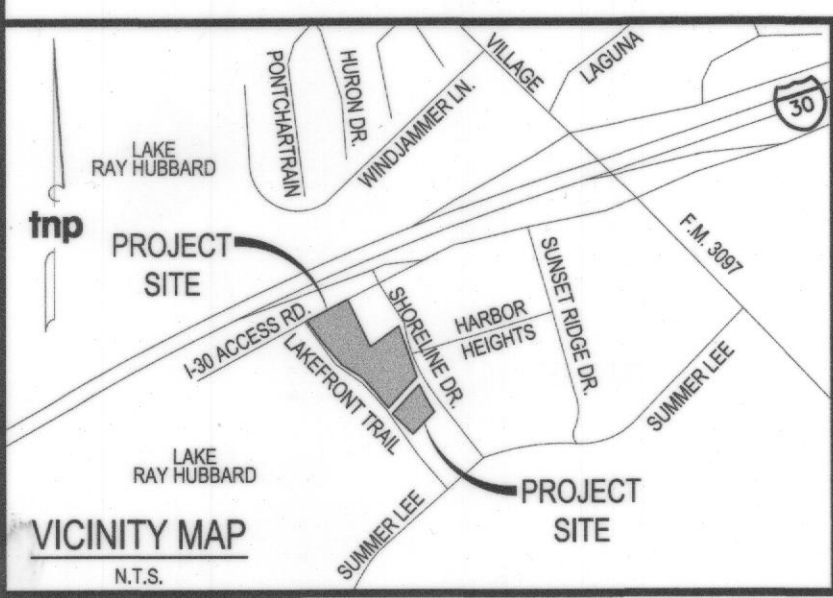 PONTCHARTRAIN
HURON DR.
WINDJAMMER LN.
VILLAGE
LAGUNA
30
LAKE
RAY HUBBARD
tnp
PROJECT
SITE
F.M. 3097
I-30 ACCESS RD.
LAKEFRONT TRAIL
SHORELINE DR.
HARBOR
HEIGHTS
SUNSET RIDGE DR.
SUMMER LEE
LAKE
RAY HUBBARD
SUMMER LEE
PROJECT
SITE
VICINITY MAP
N.T.S.